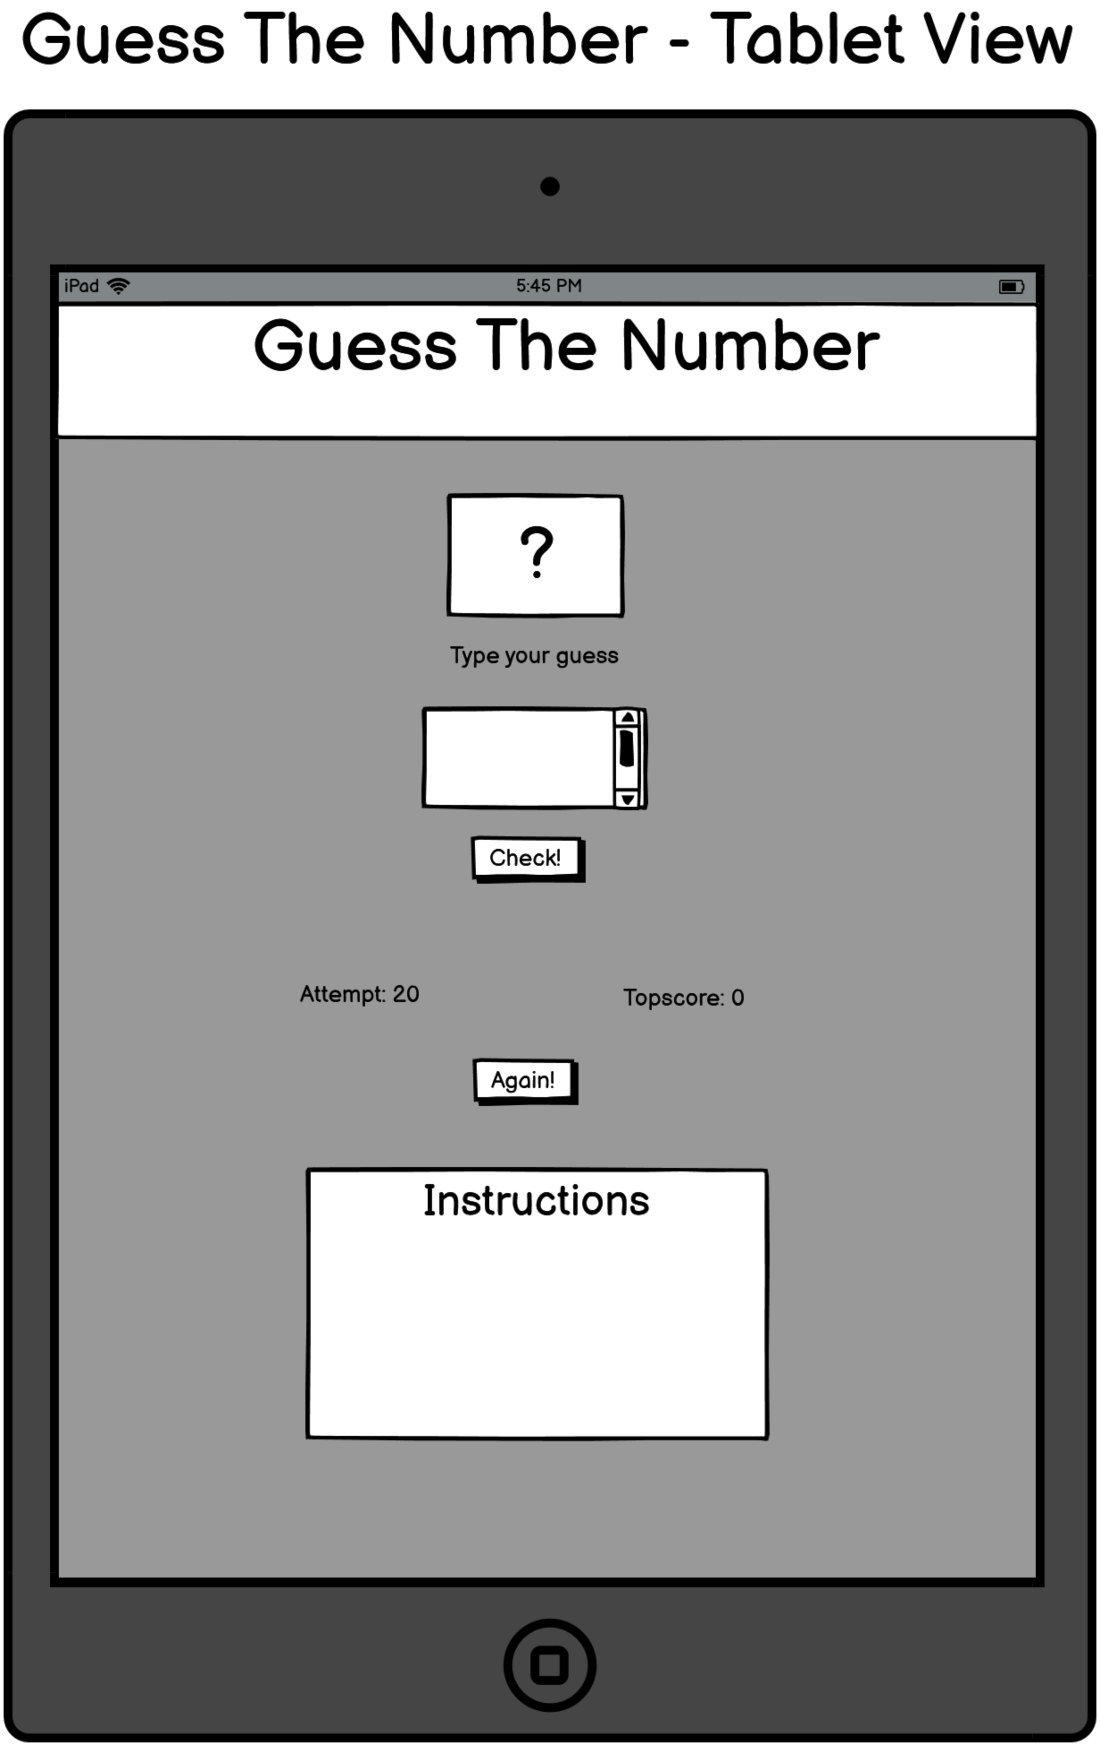 Guess The Number - Tablet View
iPad 5:45 PM
Guess The Number
?
Type your guess
Check!
Attempt: 20 Topscore: 0
Again!
Instructions